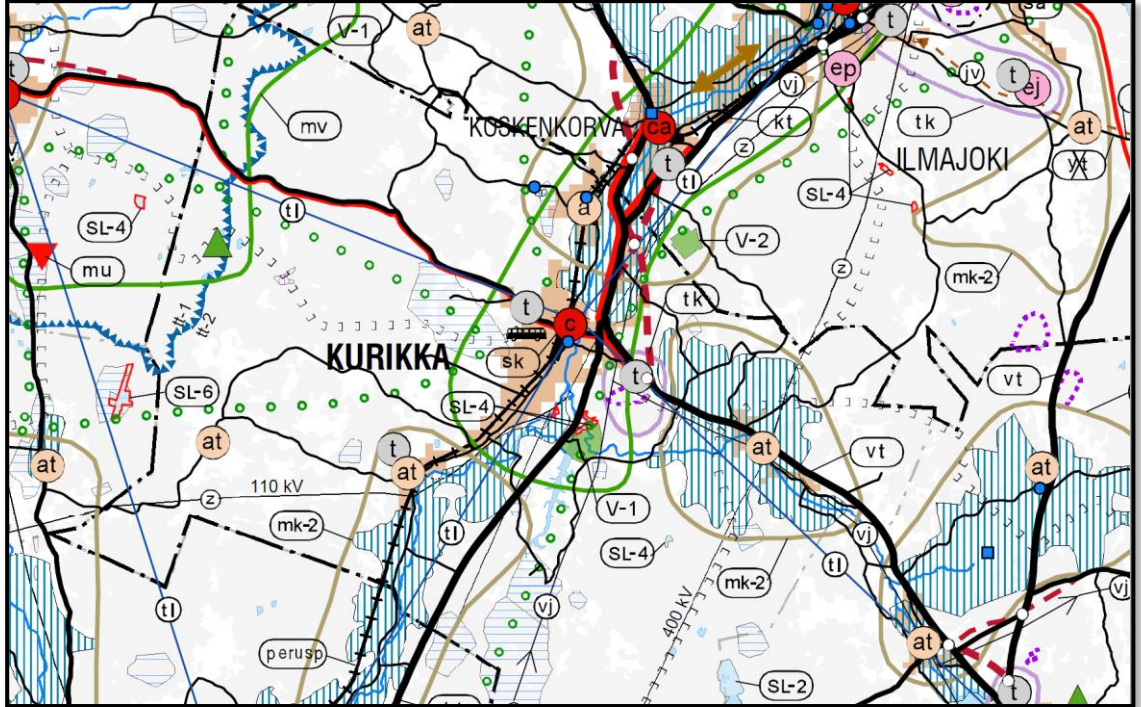 V-1
at
t
sa
t
ep
vj
jv
t
ej
mv
KOSKENKORVA
ca
kt
tk
at
z
yt
t
ILMAJOKI
tl
SL-4
tl
a
SL-4
V-2
mu
z
mk-2
tt-1
tt-2
t
tk
c
KURIKKA
sk
t
vt
SL-6
SL-4
at
t
at
vt
at
at
at
z
110 kV
V-1
mk-2
tl
SL-4
mk-2
vj
tl
400 kV
tl
vj
vj
perusp
at
SL-2
t